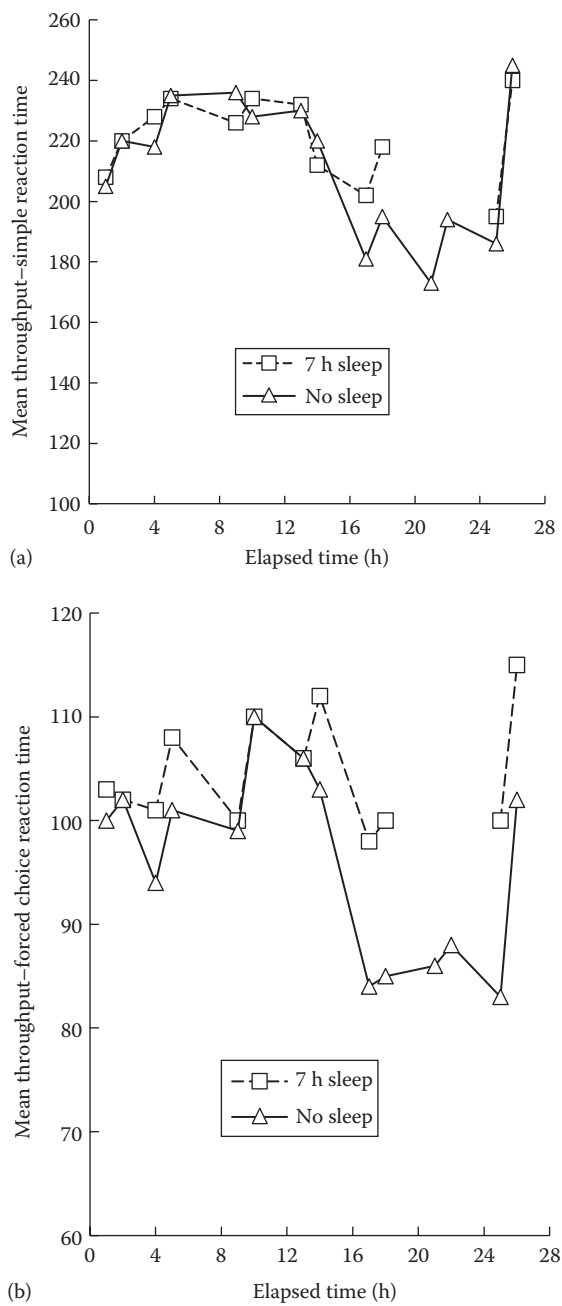 260
240
220
200
180
160
140
120
100
Mean throughput–simple reaction time
7 h sleep
No sleep
0 4 8 12 16 20 24 28
(a)
Elapsed time (h)
120
110
100
90
80
70
60
Mean throughput–forced choice reaction time
7 h sleep
No sleep
0 4 8 12 16 20 24 28
(b)
Elapsed time (h)